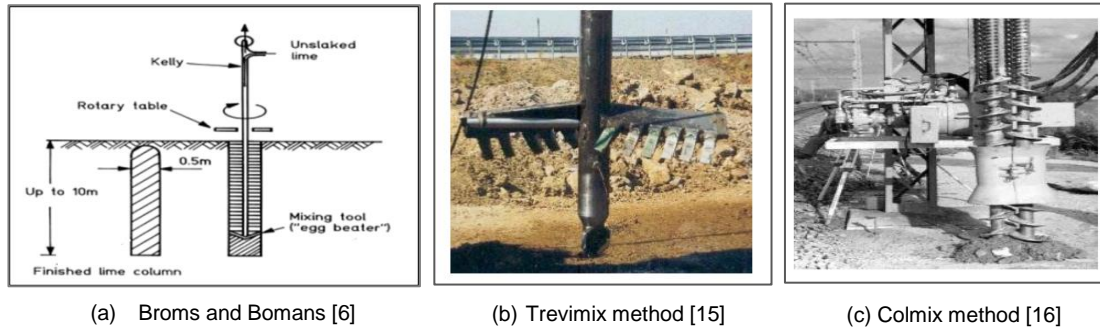 Unslaked
lime
Kelly
Rotary table
0.5m
Up to 10m
Mixing tool
("egg beater")
Finished lime column
(a) Broms and Bomans [6]
(b) Trevimix method [15]
(c) Colmix method [16]